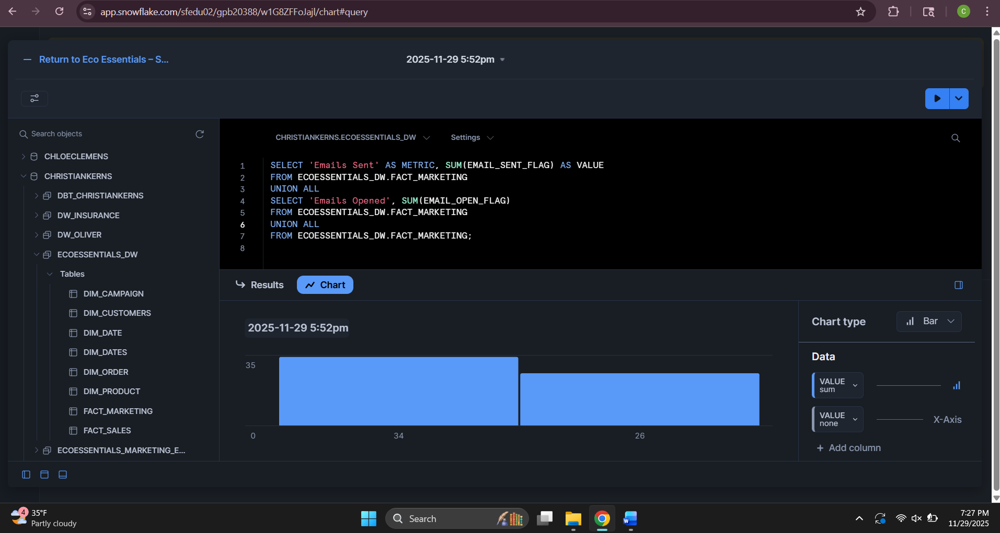 app.snowflake.com/sfedu02/gpb20388/w1G8ZFFoJajl/chart#query
C
Return to Eco Essentials – S...
2025-11-29 5:52pm
Search objects
CHLOECLEMENS
CHRISTIANKERNS
DBT_CHRISTIANKERNS
DW_INSURANCE
DW_OLIVER
ECOESSENTIALS_DW
Tables
DIM_CAMPAIGN
DIM_CUSTOMERS
DIM_DATE
DIM_DATES
DIM_ORDER
DIM_PRODUCT
FACT_MARKETING
FACT_SALES
ECOESSENTIALS_MARKETING_E...
CHRISTIANKERNS.ECOESSENTIALS_DW
Settings
1 SELECT 'Emails Sent' AS METRIC, SUM(EMAIL_SENT_FLAG) AS VALUE
2 FROM ECOESSENTIALS_DW.FACT_MARKETING
3 UNION ALL
4 SELECT 'Emails Opened', SUM(EMAIL_OPEN_FLAG)
5 FROM ECOESSENTIALS_DW.FACT_MARKETING
6 UNION ALL
7 FROM ECOESSENTIALS_DW.FACT_MARKETING;
8
Results
Chart
2025-11-29 5:52pm
35
0
34
26
Chart type
Bar
Data
VALUE
sum
VALUE
none
X-Axis
+ Add column
4
35°F
Partly cloudy
Search
W
7:27 PM
11/29/2025